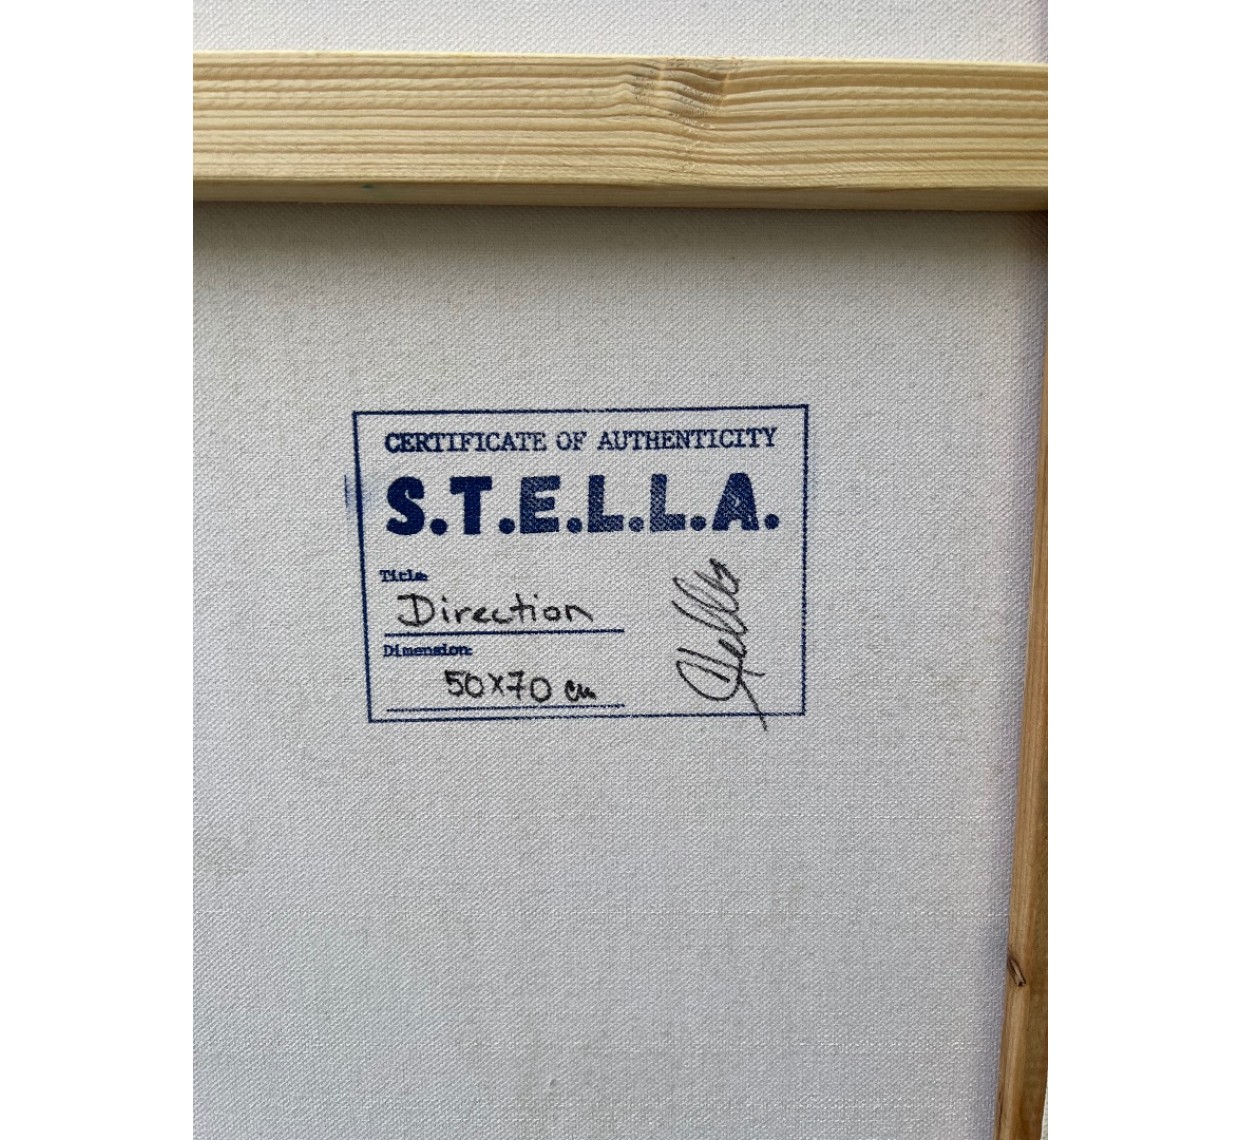 CERTIFICATE OF AUTHENTICITY
S.T.E.L.L.A.
Title:
Direction
Dimension:
50x70 cm